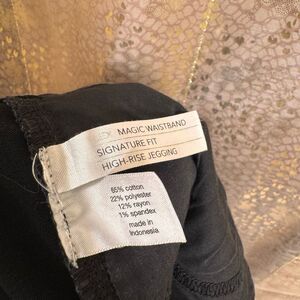 MAGIC WAISTBAND
SIGNATURE FIT
HIGH-RISE JEGGING
65% cotton
22% polyester
12% rayon
1% spandex
made in
Indonesia